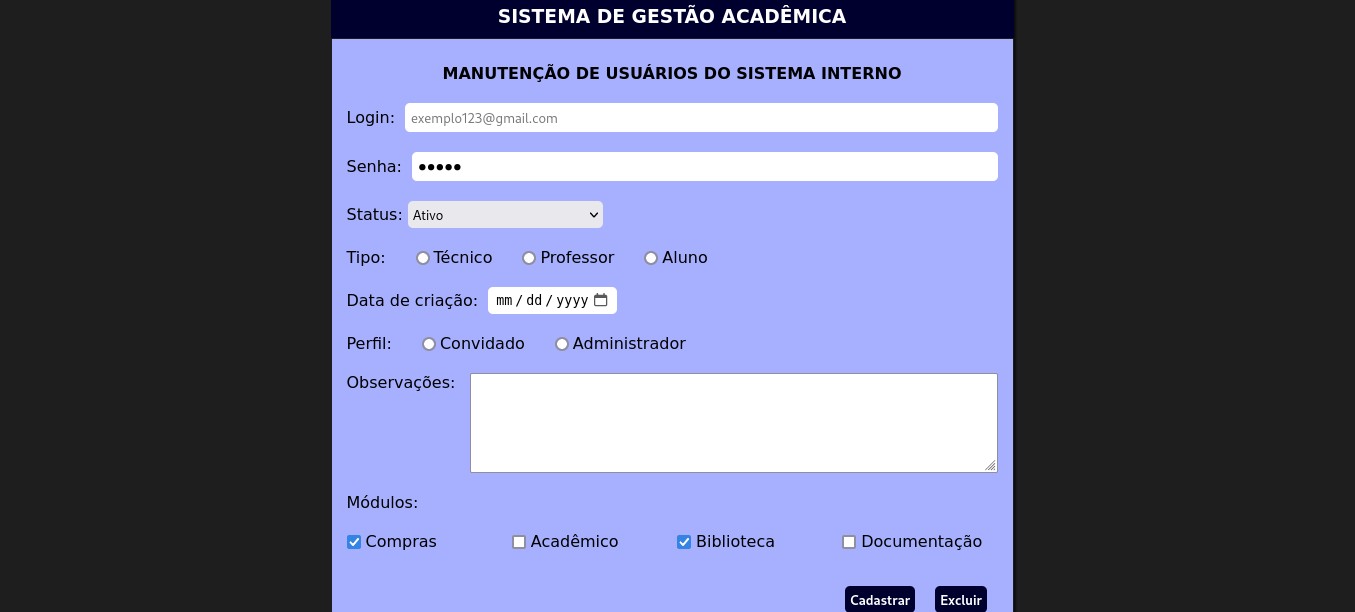 SISTEMA DE GESTÃO ACADÊMICA
MANUTENÇÃO DE USUÁRIOS DO SISTEMA INTERNO
Login: exemplo123@gmail.com
Senha: •••••
Status: Ativo
Tipo: Técnico Professor Aluno
Data de criação: mm/dd/yyyy
Perfil: Convidado Administrador
Observações:
Módulos:
Compras Acadêmico Biblioteca Documentação
Cadastrar Excluir